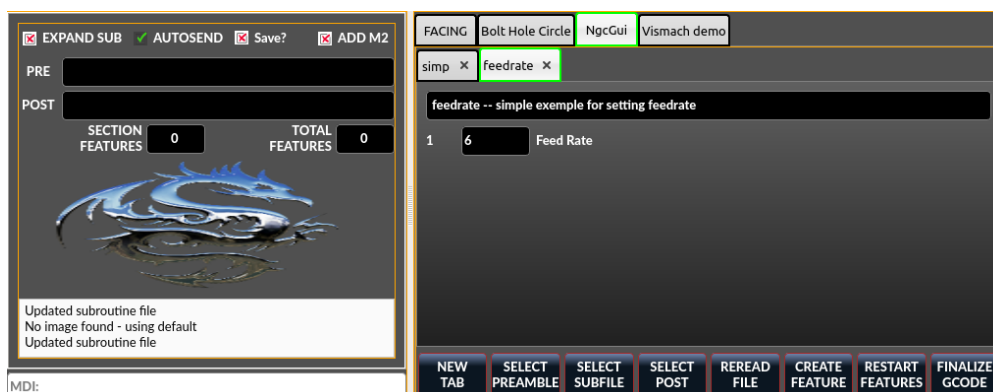 EXPAND SUB AUTOSEND Save? ADD M2
PRE
POST
SECTION FEATURES 0 TOTAL FEATURES 0
Updated subroutine file
No image found - using default
Updated subroutine file
MDI:
FACING Bolt Hole Circle NgcGui Vismach demo
simp × feedrate ×
feedrate -- simple exemple for setting feedrate
1 6 Feed Rate
NEW TAB SELECT PREAMBLE SELECT SUBFILE SELECT POST REREAD FILE CREATE FEATURE RESTART FEATURES FINALIZE GCODE